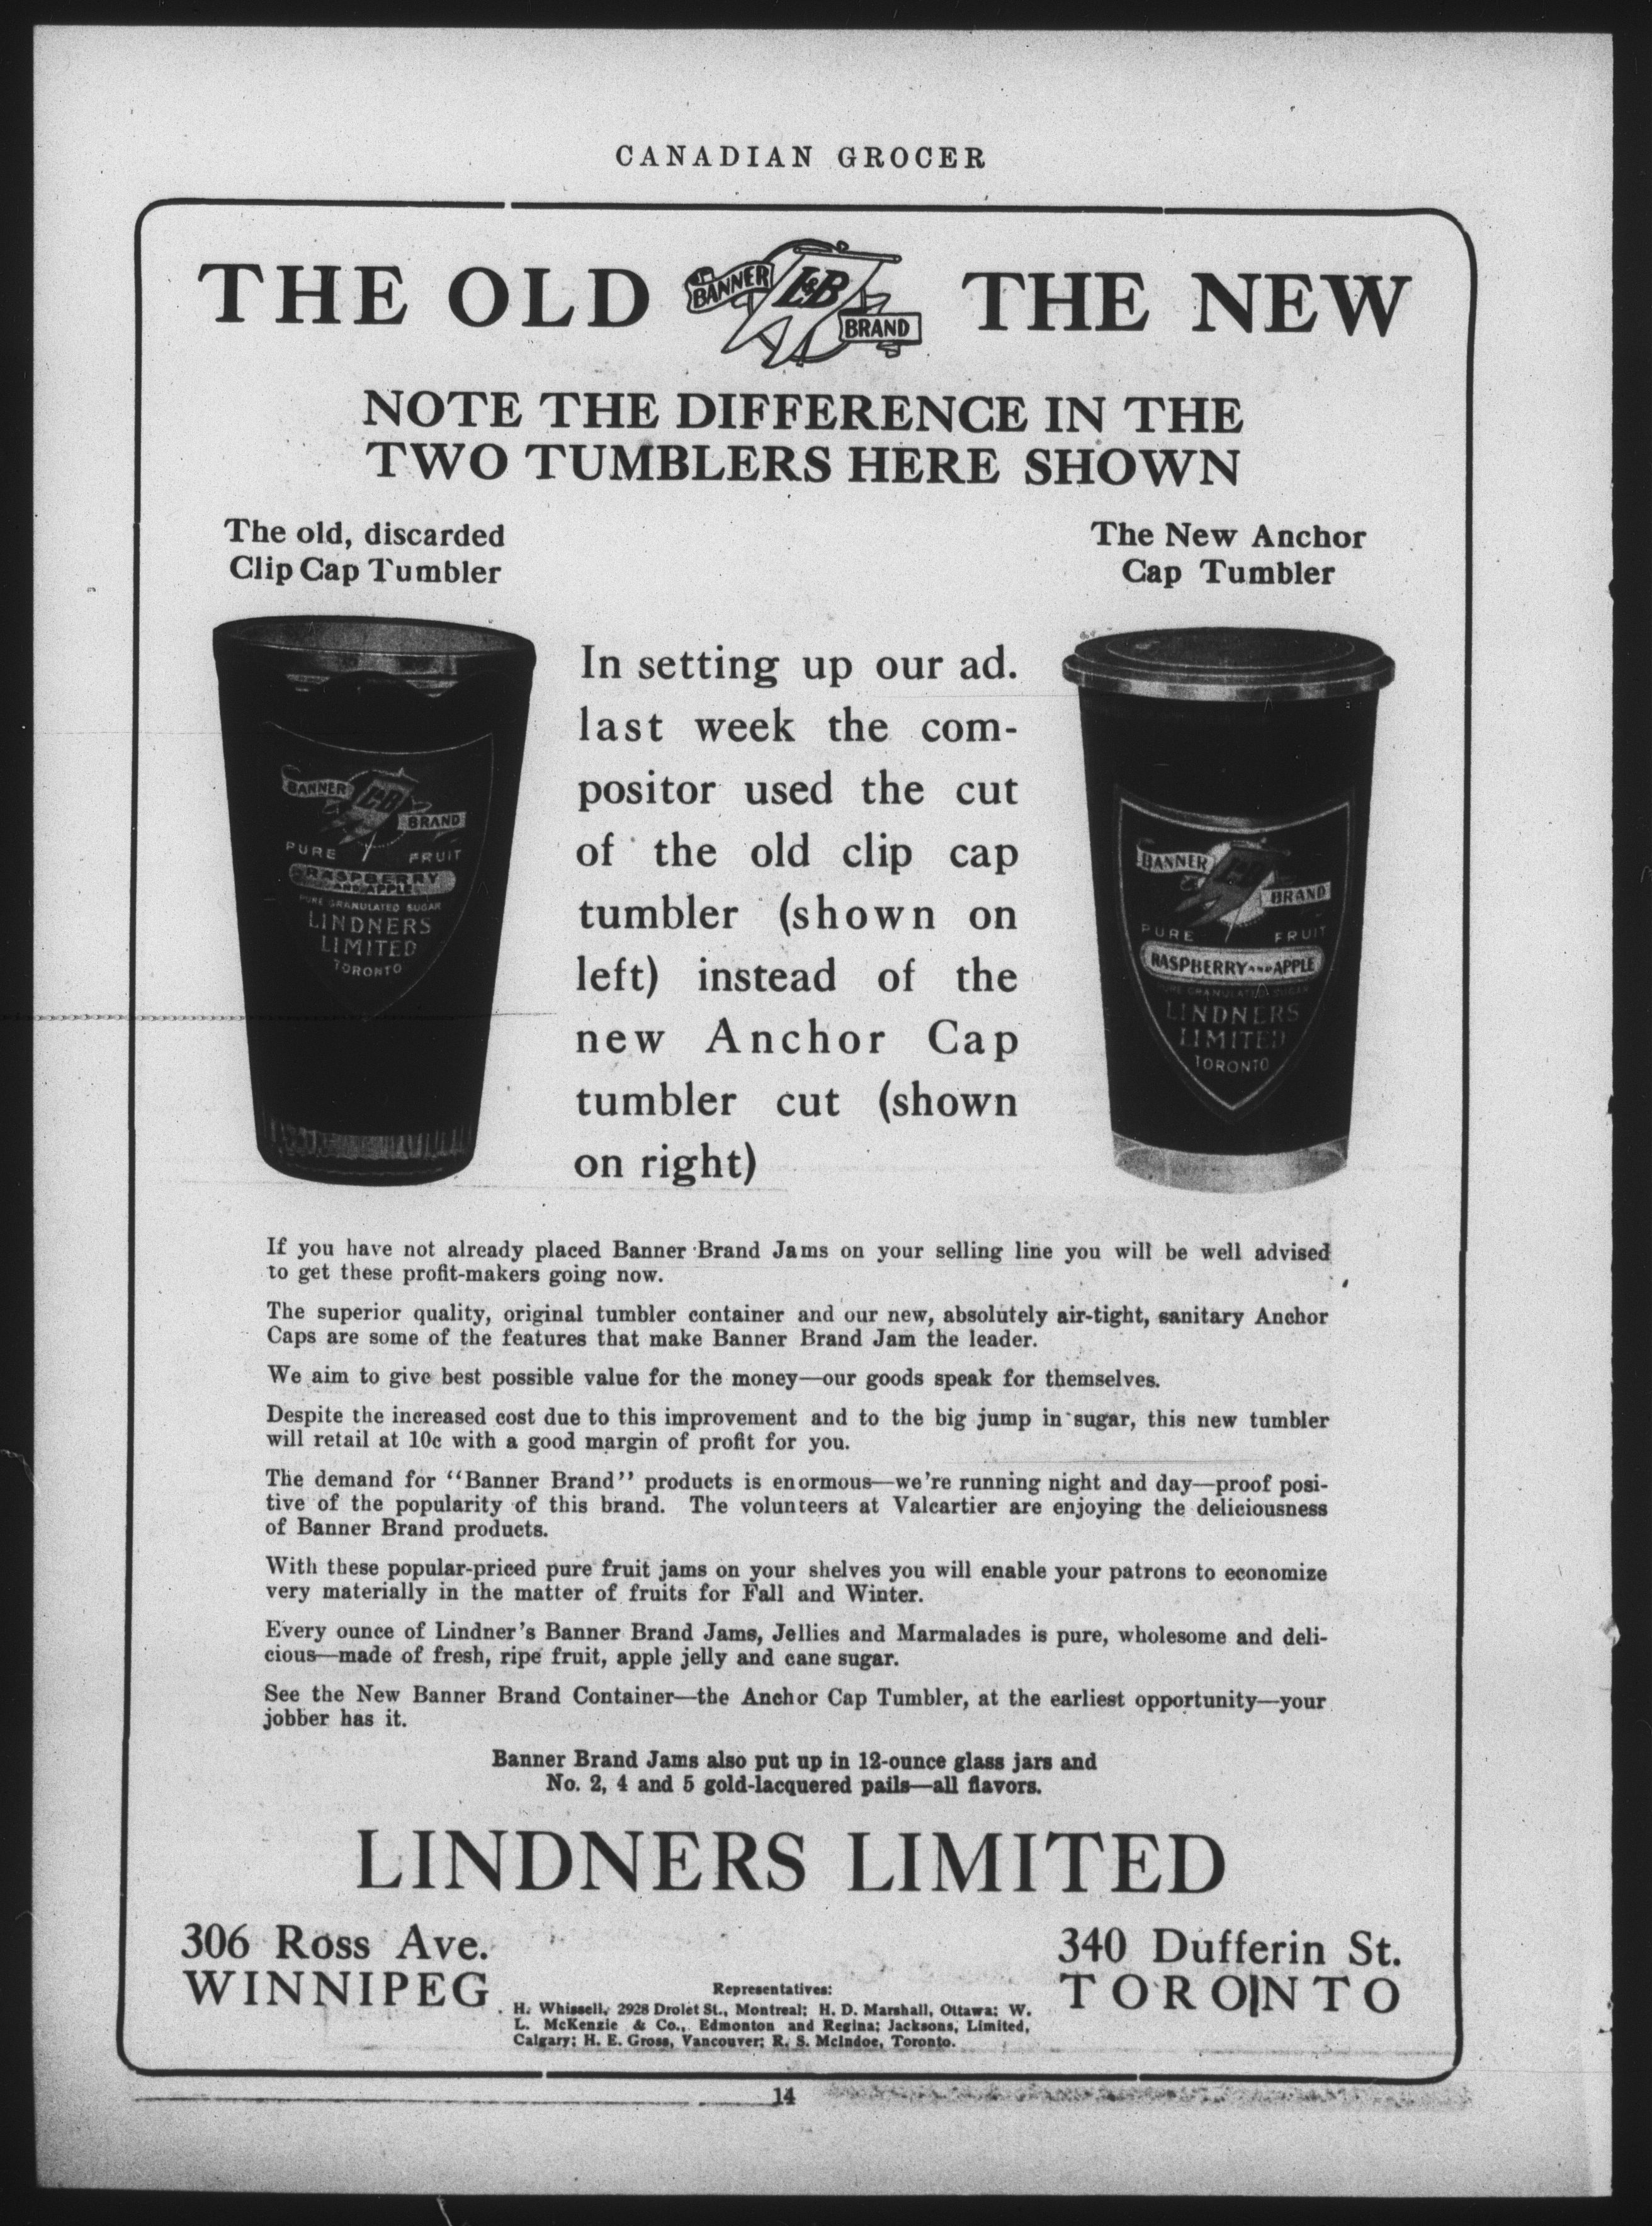 CANADIAN GROCER
THE OLD
BANNER
L&B
BRAND
THE NEW
NOTE THE DIFFERENCE IN THE
TWO TUMBLERS HERE SHOWN
The old, discarded
Clip Cap Tumbler
The New Anchor
Cap Tumbler
BANNER
L&B
BRAND
PURE FRUIT
RASPBERRY
AND APPLE
PURE GRANULATED SUGAR
LINDNERS
LIMITED
TORONTO
In setting up our ad.
last week the com-
positor used the cut
of the old clip cap
tumbler (shown on
left) instead of the
new Anchor Cap
tumbler cut (shown
on right)
BANNER
L&B
BRAND
PURE FRUIT
RASPBERRY AND APPLE
PURE GRANULATED SUGAR
LINDNERS
LIMITED
TORONTO
If you have not already placed Banner Brand Jams on your selling line you will be well advised
to get these profit-makers going now.
The superior quality, original tumbler container and our new, absolutely air-tight, sanitary Anchor
Caps are some of the features that make Banner Brand Jam the leader.
We aim to give best possible value for the money—our goods speak for themselves.
Despite the increased cost due to this improvement and to the big jump in sugar, this new tumbler
will retail at 10c with a good margin of profit for you.
The demand for "Banner Brand" products is enormous—we're running night and day—proof posi-
tive of the popularity of this brand. The volunteers at Valcartier are enjoying the deliciousness
of Banner Brand products.
With these popular-priced pure fruit jams on your shelves you will enable your patrons to economize
very materially in the matter of fruits for Fall and Winter.
Every ounce of Lindner's Banner Brand Jams, Jellies and Marmalades is pure, wholesome and deli-
cious—made of fresh, ripe fruit, apple jelly and cane sugar.
See the New Banner Brand Container—the Anchor Cap Tumbler, at the earliest opportunity—your
jobber has it.
Banner Brand Jams also put up in 12-ounce glass jars and
No. 2, 4 and 5 gold-lacquered pails—all flavors.
LINDNERS LIMITED
306 Ross Ave.
WINNIPEG
340 Dufferin St.
TORONTO
Representatives:
H. Whissell, 2928 Drolet St., Montreal; H. D. Marshall, Ottawa; W.
L. McKenzie & Co., Edmonton and Regina; Jacksons, Limited,
Calgary; H. E. Gross, Vancouver; R. S. McIndoe, Toronto.
14